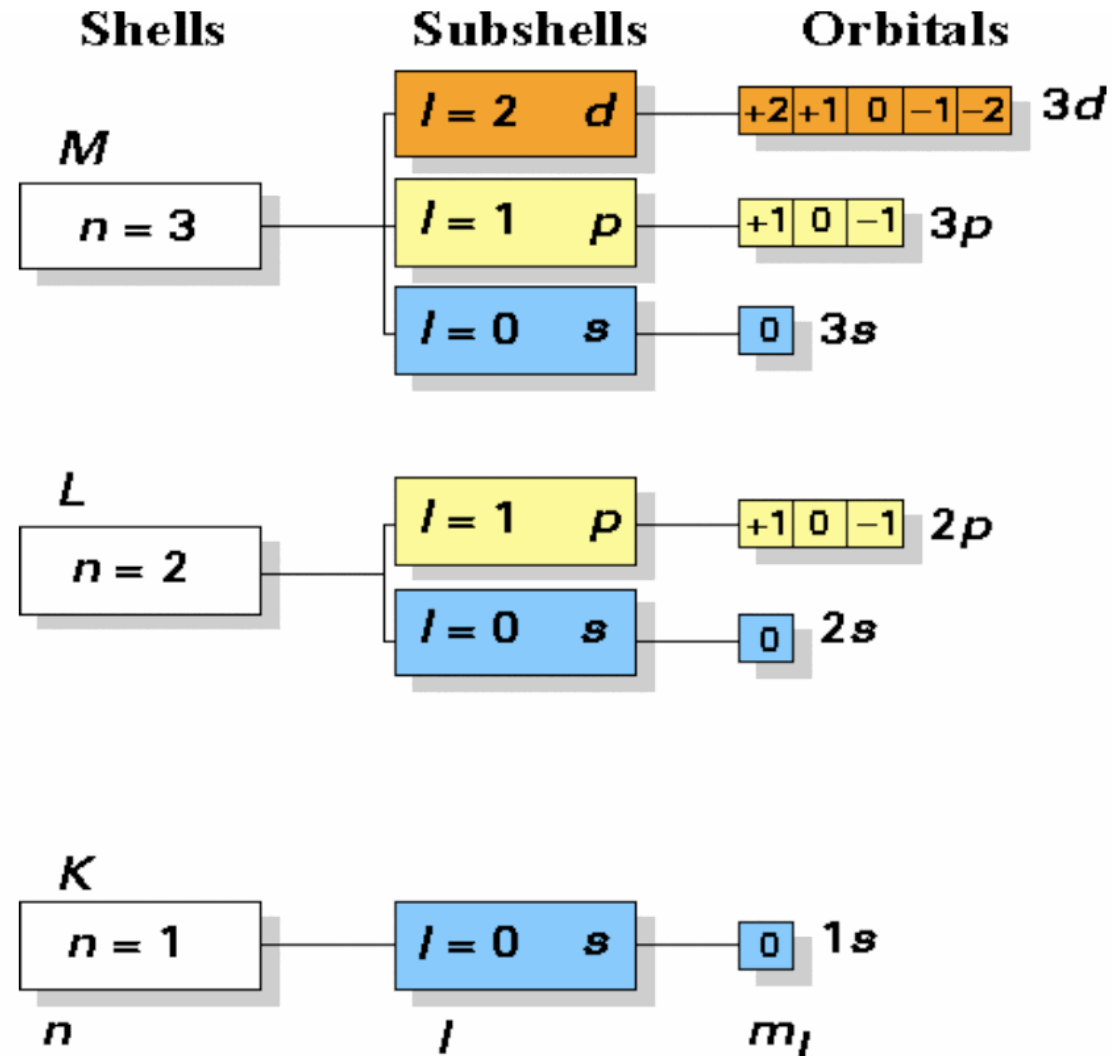 Shells Subshells Orbitals
l = 2 d +2 +1 0 −1 −2 3d
M
n = 3 l = 1 p +1 0 −1 3p
l = 0 s 0 3s
L
l = 1 p +1 0 −1 2p
n = 2
l = 0 s 0 2s
K
n = 1 l = 0 s 0 1s
n l ml